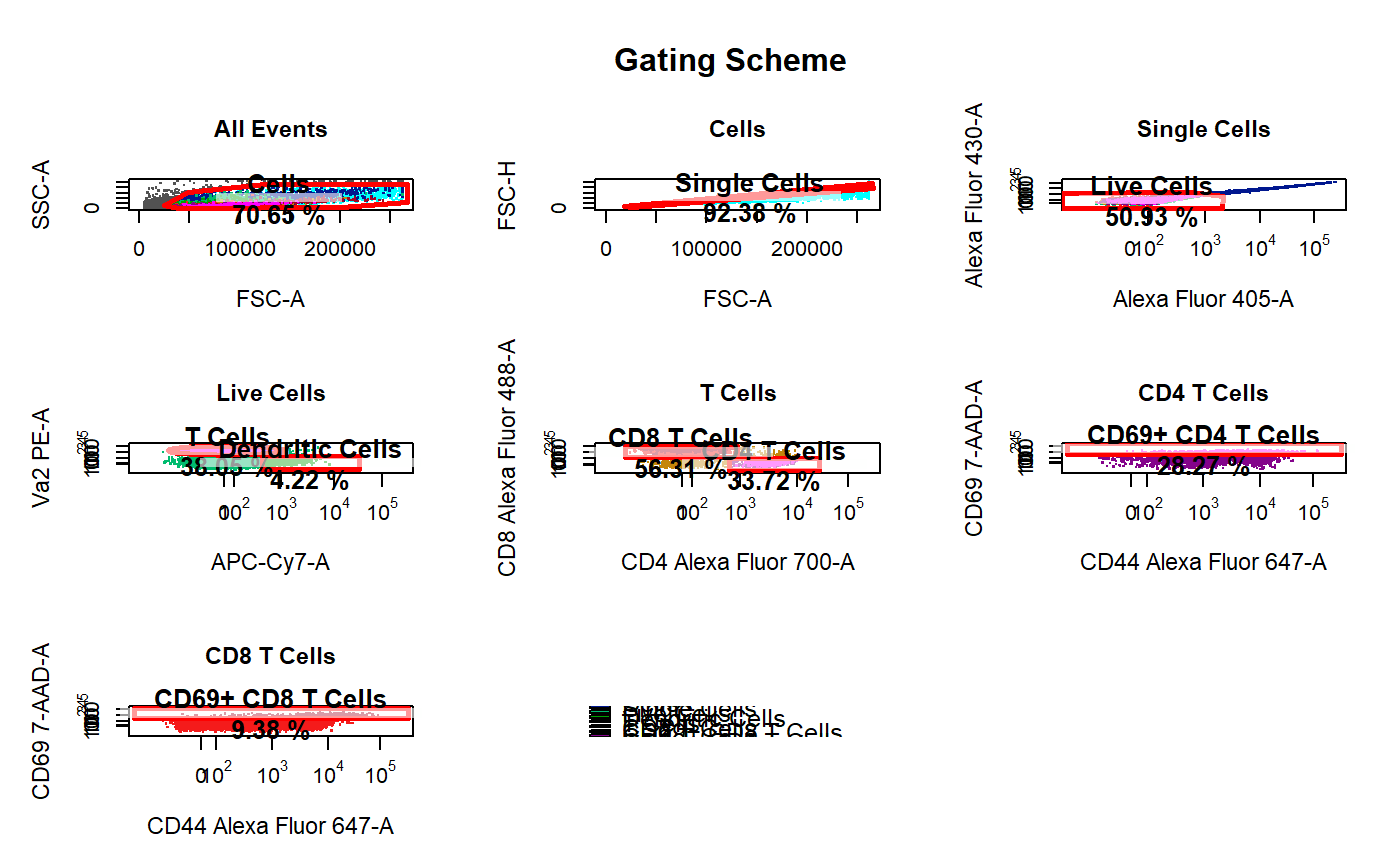 Gating Scheme
All Events
SSC-A
0
Cells
70.65 %
0 100000 200000
FSC-A
Cells
FSC-H
0
Single Cells
92.38 %
0 100000 200000
FSC-A
Single Cells
Alexa Fluor 430-A
Live Cells
50.93 %
0 10^2 10^3 10^4 10^5
Alexa Fluor 405-A
Live Cells
Va2 PE-A
T Cells
Dendritic Cells
4.22 %
0 10^2 10^3 10^4 10^5
APC-Cy7-A
T Cells
CD8 Alexa Fluor 488-A
CD8 T Cells
CD4 T Cells
56.31 %
33.72 %
0 10^2 10^3 10^4 10^5
CD4 Alexa Fluor 700-A
CD4 T Cells
CD69 7-AAD-A
CD69+ CD4 T Cells
28.27 %
0 10^2 10^3 10^4 10^5
CD44 Alexa Fluor 647-A
CD8 T Cells
CD69 7-AAD-A
CD69+ CD8 T Cells
9.38 %
0 10^2 10^3 10^4 10^5
CD44 Alexa Fluor 647-A